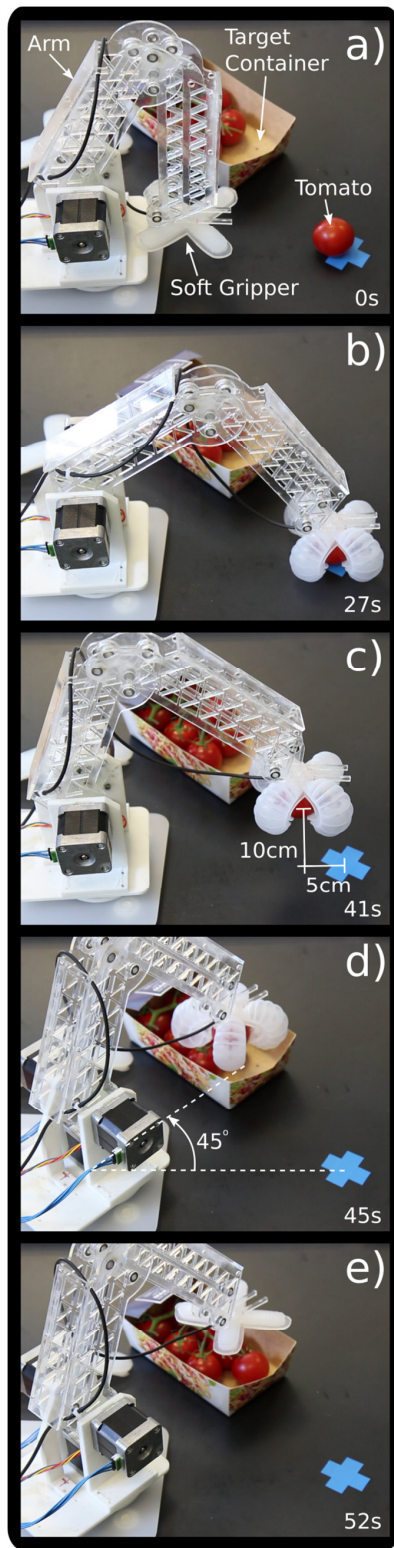 a)
Arm
Target
Container
Tomato
Soft Gripper
0s
b)
27s
c)
10cm
5cm
41s
d)
45°
45s
e)
52s